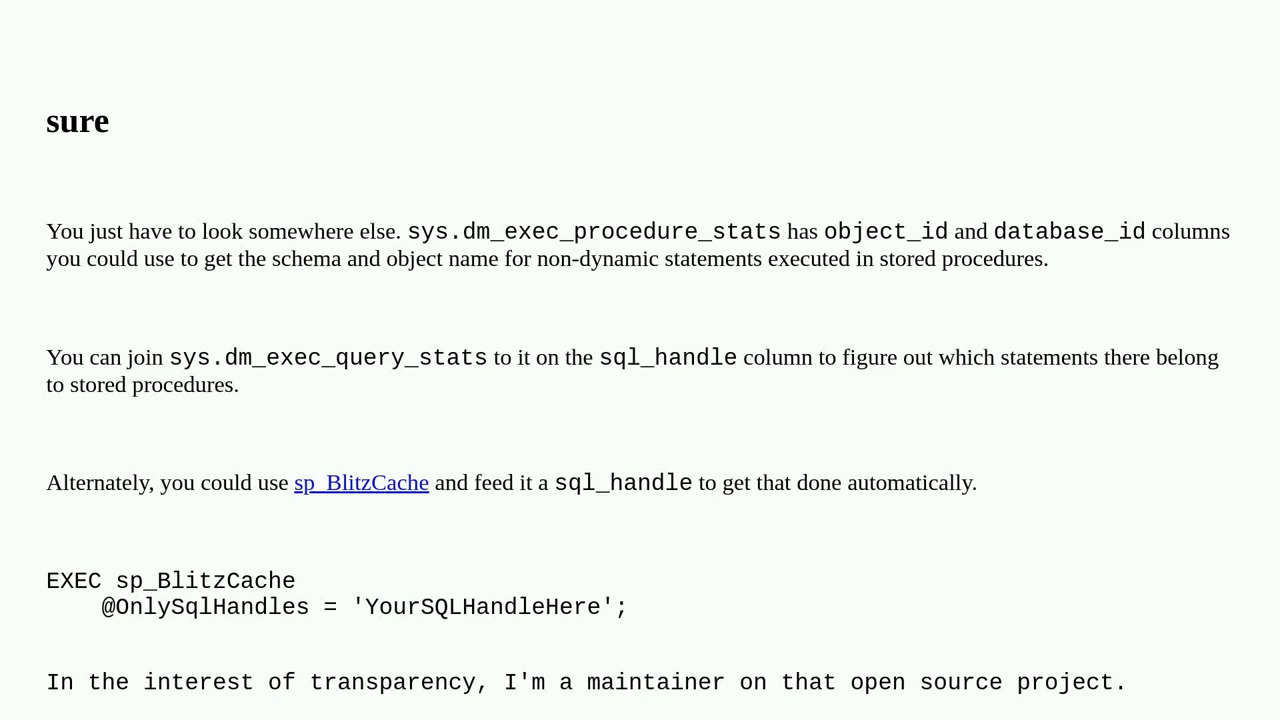 sure
You just have to look somewhere else. sys.dm_exec_procedure_stats has object_id and database_id columns
you could use to get the schema and object name for non-dynamic statements executed in stored procedures.
You can join sys.dm_exec_query_stats to it on the sql_handle column to figure out which statements there belong
to stored procedures.
Alternately, you could use sp_BlitzCache and feed it a sql_handle to get that done automatically.
EXEC sp_BlitzCache
    @OnlySqlHandles = 'YourSQLHandleHere';
In the interest of transparency, I'm a maintainer on that open source project.